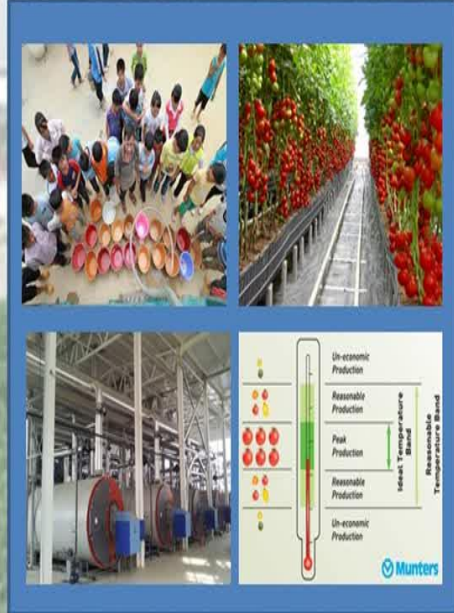 Un-economic
Production
Reasonable
Production
Peak
Production
Reasonable
Production
Un-economic
Production
Ideal Temperature
Band
Reasonable
Temperature Band
Munters